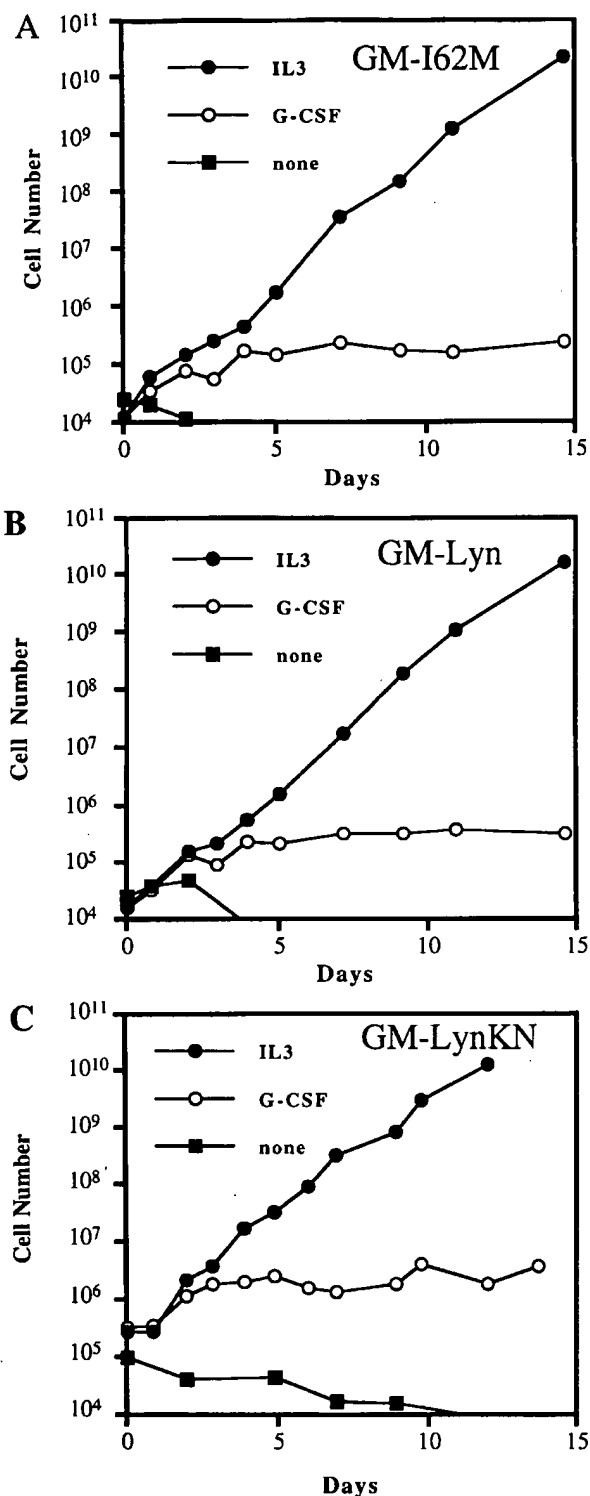 A
GM-I62M
IL3
G-CSF
none
10¹¹
10¹⁰
10⁹
10⁸
10⁷
10⁶
10⁵
10⁴
Cell Number
0 5 10 15
Days
B
GM-Lyn
IL3
G-CSF
none
10¹¹
10¹⁰
10⁹
10⁸
10⁷
10⁶
10⁵
10⁴
Cell Number
0 5 10 15
Days
C
GM-LynKN
IL3
G-CSF
none
10¹¹
10¹⁰
10⁹
10⁸
10⁷
10⁶
10⁵
10⁴
Cell Number
0 5 10 15
Days